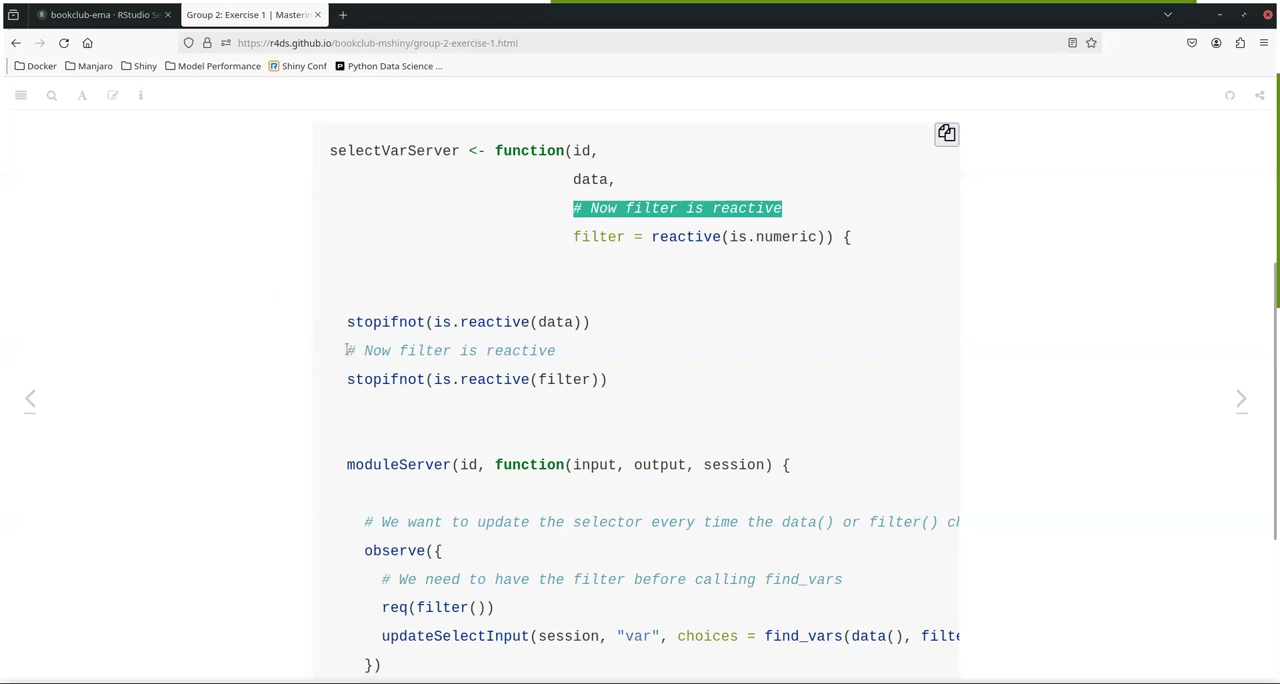 bookclub-ema · RStudio Se
Group 2: Exercise 1 | Masterin
https://r4ds.github.io/bookclub-mshiny/group-2-exercise-1.html
Docker Manjaro Shiny Model Performance Shiny Conf Python Data Science ...
selectVarServer <- function(id,
data,
# Now filter is reactive
filter = reactive(is.numeric)) {
stopifnot(is.reactive(data))
# Now filter is reactive
stopifnot(is.reactive(filter))
moduleServer(id, function(input, output, session) {
# We want to update the selector every time the data() or filter() ch
observe({
# We need to have the filter before calling find_vars
req(filter())
updateSelectInput(session, "var", choices = find_vars(data(), filte
})